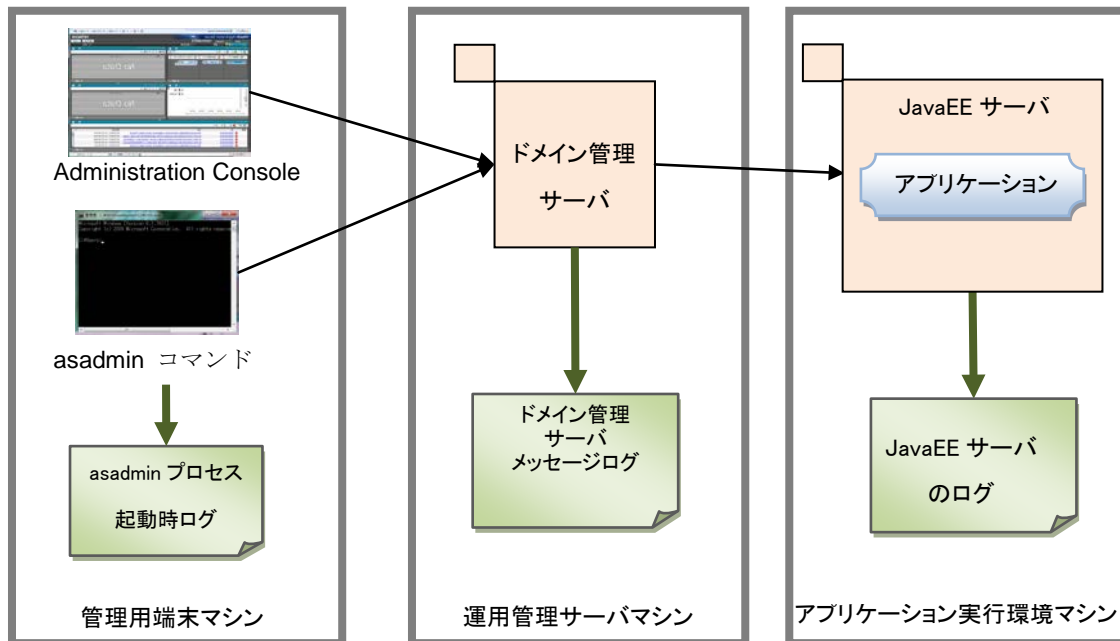 Administration Console
asadmin コマンド
asadmin プロセス
起動時ログ
管理用端末マシン
ドメイン管理
サーバ
ドメイン管理
サーバ
メッセージログ
運用管理サーバマシン
JavaEE サーバ
アプリケーション
JavaEE サーバ
のログ
アプリケーション実行環境マシン